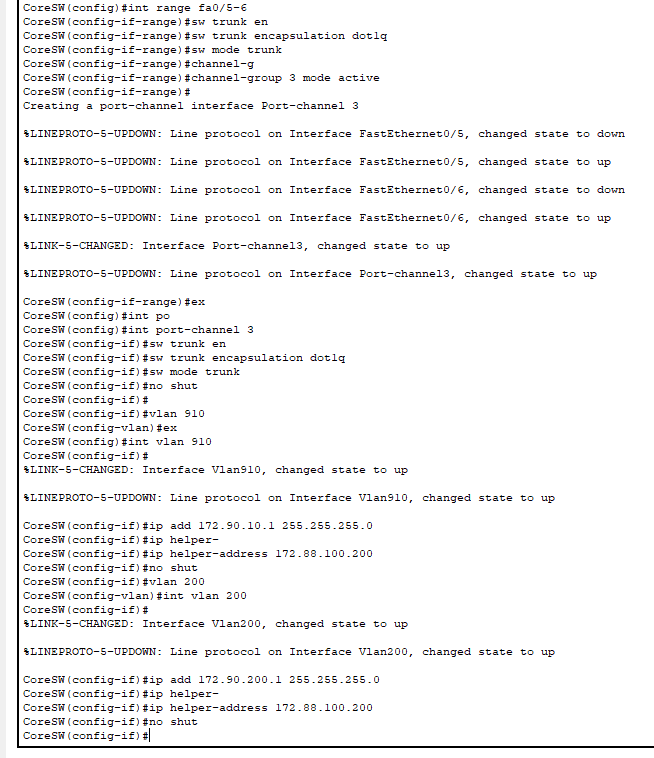 CoreSW(config)#int range fa0/5-6
CoreSW(config-if-range)#sw trunk en
CoreSW(config-if-range)#sw trunk encapsulation dot1q
CoreSW(config-if-range)#sw mode trunk
CoreSW(config-if-range)#channel-g
CoreSW(config-if-range)#channel-group 3 mode active
CoreSW(config-if-range)#
Creating a port-channel interface Port-channel 3
%LINEPROTO-5-UPDOWN: Line protocol on Interface FastEthernet0/5, changed state to down
%LINEPROTO-5-UPDOWN: Line protocol on Interface FastEthernet0/5, changed state to up
%LINEPROTO-5-UPDOWN: Line protocol on Interface FastEthernet0/6, changed state to down
%LINEPROTO-5-UPDOWN: Line protocol on Interface FastEthernet0/6, changed state to up
%LINK-5-CHANGED: Interface Port-channel3, changed state to up
%LINEPROTO-5-UPDOWN: Line protocol on Interface Port-channel3, changed state to up
CoreSW(config-if-range)#ex
CoreSW(config)#int po
CoreSW(config)#int port-channel 3
CoreSW(config-if)#sw trunk en
CoreSW(config-if)#sw trunk encapsulation dot1q
CoreSW(config-if)#sw mode trunk
CoreSW(config-if)#no shut
CoreSW(config-if)#
CoreSW(config-if)#vlan 910
CoreSW(config-vlan)#ex
CoreSW(config)#int vlan 910
CoreSW(config-if)#
%LINK-5-CHANGED: Interface Vlan910, changed state to up
%LINEPROTO-5-UPDOWN: Line protocol on Interface Vlan910, changed state to up
CoreSW(config-if)#ip add 172.90.10.1 255.255.255.0
CoreSW(config-if)#ip helper-
CoreSW(config-if)#ip helper-address 172.88.100.200
CoreSW(config-if)#no shut
CoreSW(config-if)#vlan 200
CoreSW(config-vlan)#int vlan 200
CoreSW(config-if)#
%LINK-5-CHANGED: Interface Vlan200, changed state to up
%LINEPROTO-5-UPDOWN: Line protocol on Interface Vlan200, changed state to up
CoreSW(config-if)#ip add 172.90.200.1 255.255.255.0
CoreSW(config-if)#ip helper-
CoreSW(config-if)#ip helper-address 172.88.100.200
CoreSW(config-if)#no shut
CoreSW(config-if)#